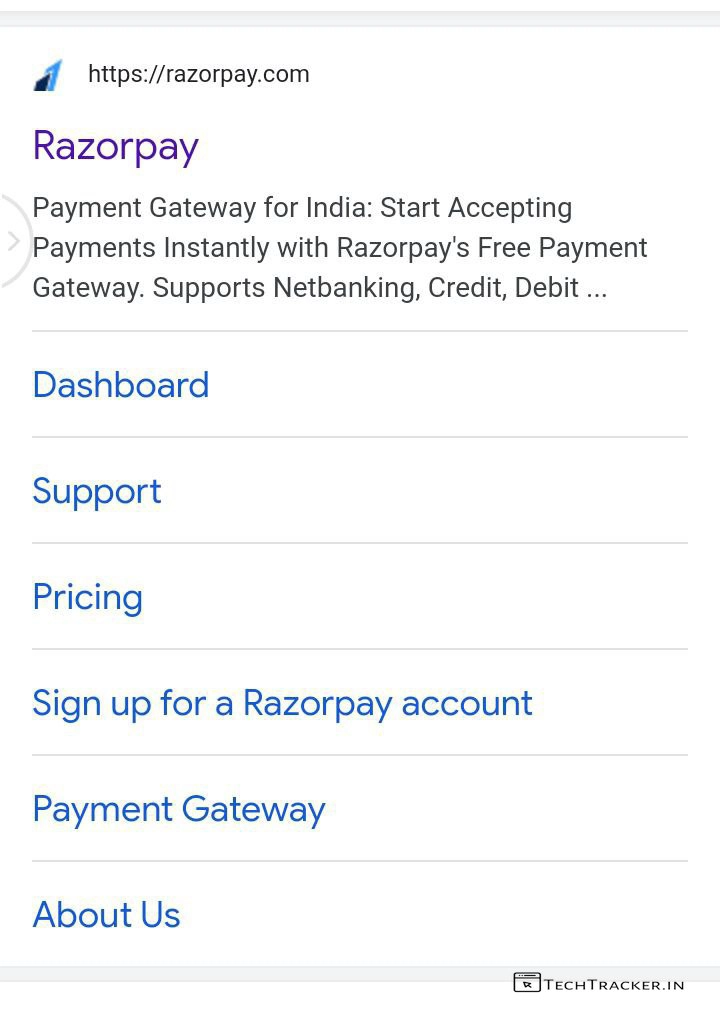 https://razorpay.com
Razorpay
Payment Gateway for India: Start Accepting
Payments Instantly with Razorpay's Free Payment
Gateway. Supports Netbanking, Credit, Debit ...
Dashboard
Support
Pricing
Sign up for a Razorpay account
Payment Gateway
About Us
TECHTRACKER.IN